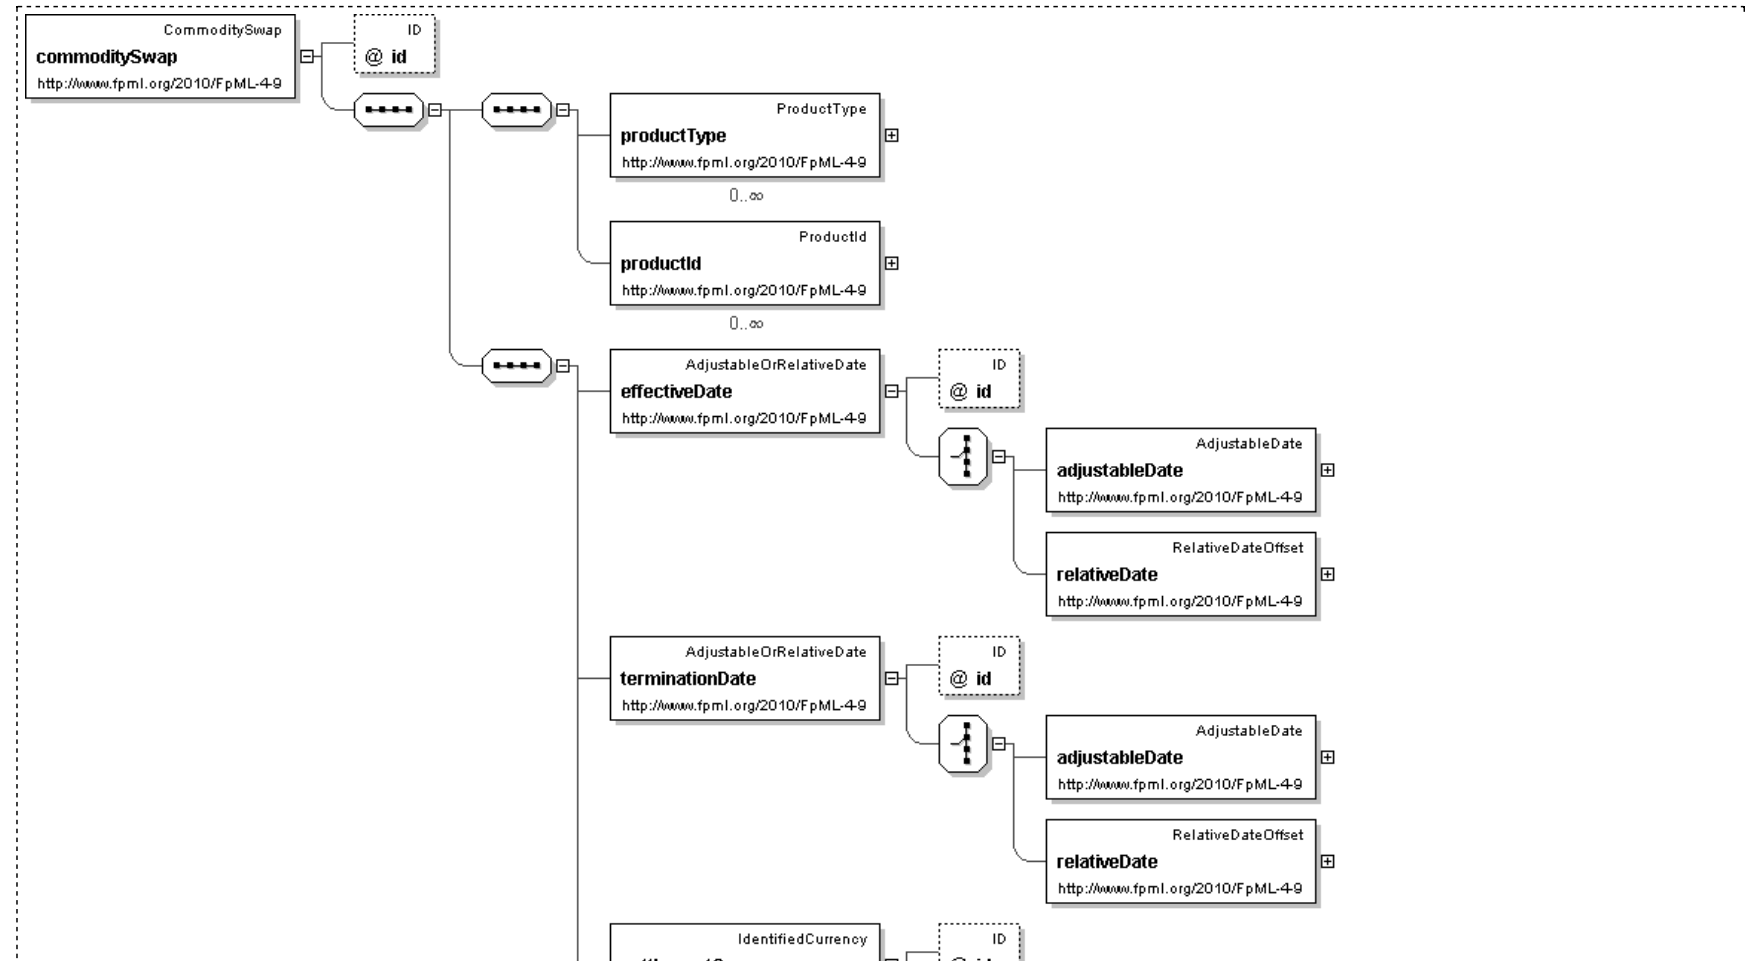 CommoditySwap
commoditySwap
http://www.fpml.org/2010/FpML-4-9
ID
@ id
ProductType
productType
http://www.fpml.org/2010/FpML-4-9
0..∞
ProductId
productId
http://www.fpml.org/2010/FpML-4-9
0..∞
AdjustableOrRelativeDate
effectiveDate
http://www.fpml.org/2010/FpML-4-9
ID
@ id
AdjustableDate
adjustableDate
http://www.fpml.org/2010/FpML-4-9
RelativeDateOffset
relativeDate
http://www.fpml.org/2010/FpML-4-9
AdjustableOrRelativeDate
terminationDate
http://www.fpml.org/2010/FpML-4-9
ID
@ id
AdjustableDate
adjustableDate
http://www.fpml.org/2010/FpML-4-9
RelativeDateOffset
relativeDate
http://www.fpml.org/2010/FpML-4-9
IdentifiedCurrency
ID